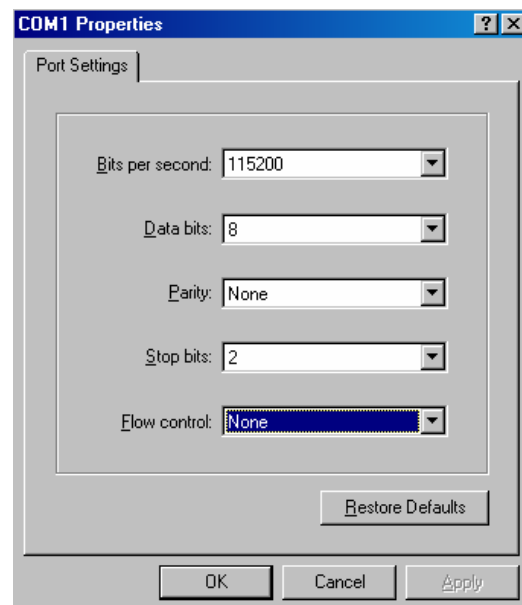 COM1 Properties
Port Settings
Bits per second: 115200
Data bits: 8
Parity: None
Stop bits: 2
Flow control: None
Restore Defaults
OK Cancel Apply